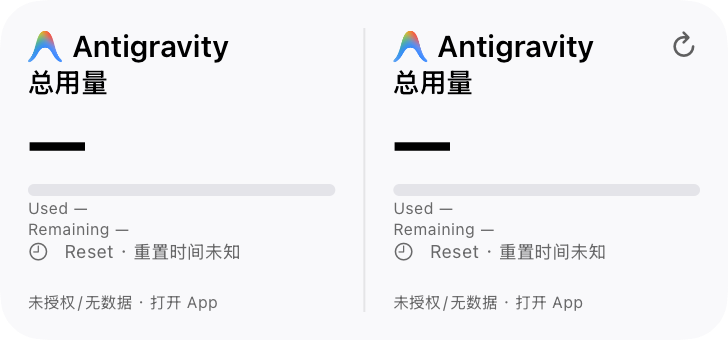 Antigravity
总用量
—
Used —
Remaining —
Reset · 重置时间未知
未授权/无数据 · 打开 App
Antigravity
总用量
—
Used —
Remaining —
Reset · 重置时间未知
未授权/无数据 · 打开 App